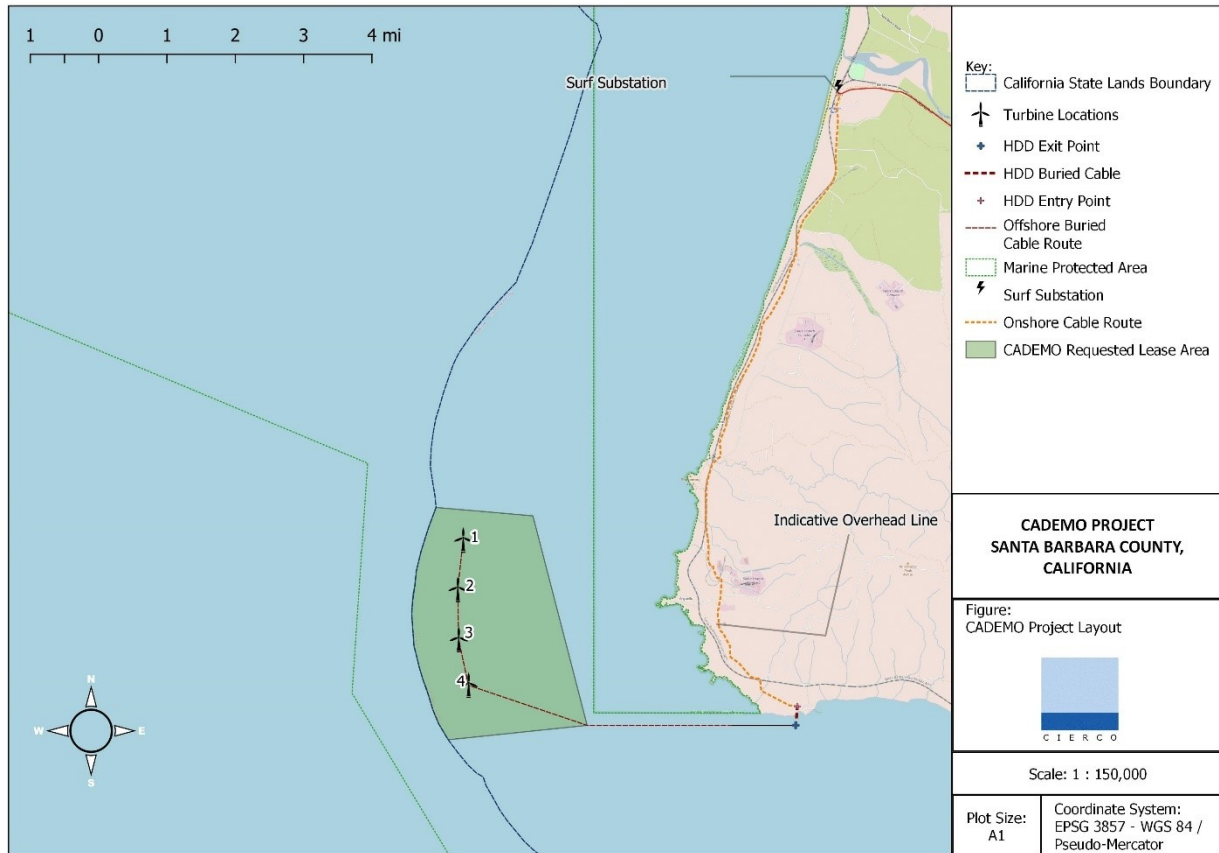 1 0 1 2 3 4 mi
Surf Substation
Indicative Overhead Line
1
2
3
4
N
W E
S
Key:
California State Lands Boundary
Turbine Locations
HDD Exit Point
HDD Buried Cable
HDD Entry Point
Offshore Buried
Cable Route
Marine Protected Area
Surf Substation
Onshore Cable Route
CADEMO Requested Lease Area
CADEMO PROJECT
SANTA BARBARA COUNTY,
CALIFORNIA
Figure:
CADEMO Project Layout
C I E R C O
Scale: 1 : 150,000
Plot Size:
A1
Coordinate System:
EPSG 3857 - WGS 84 /
Pseudo-Mercator